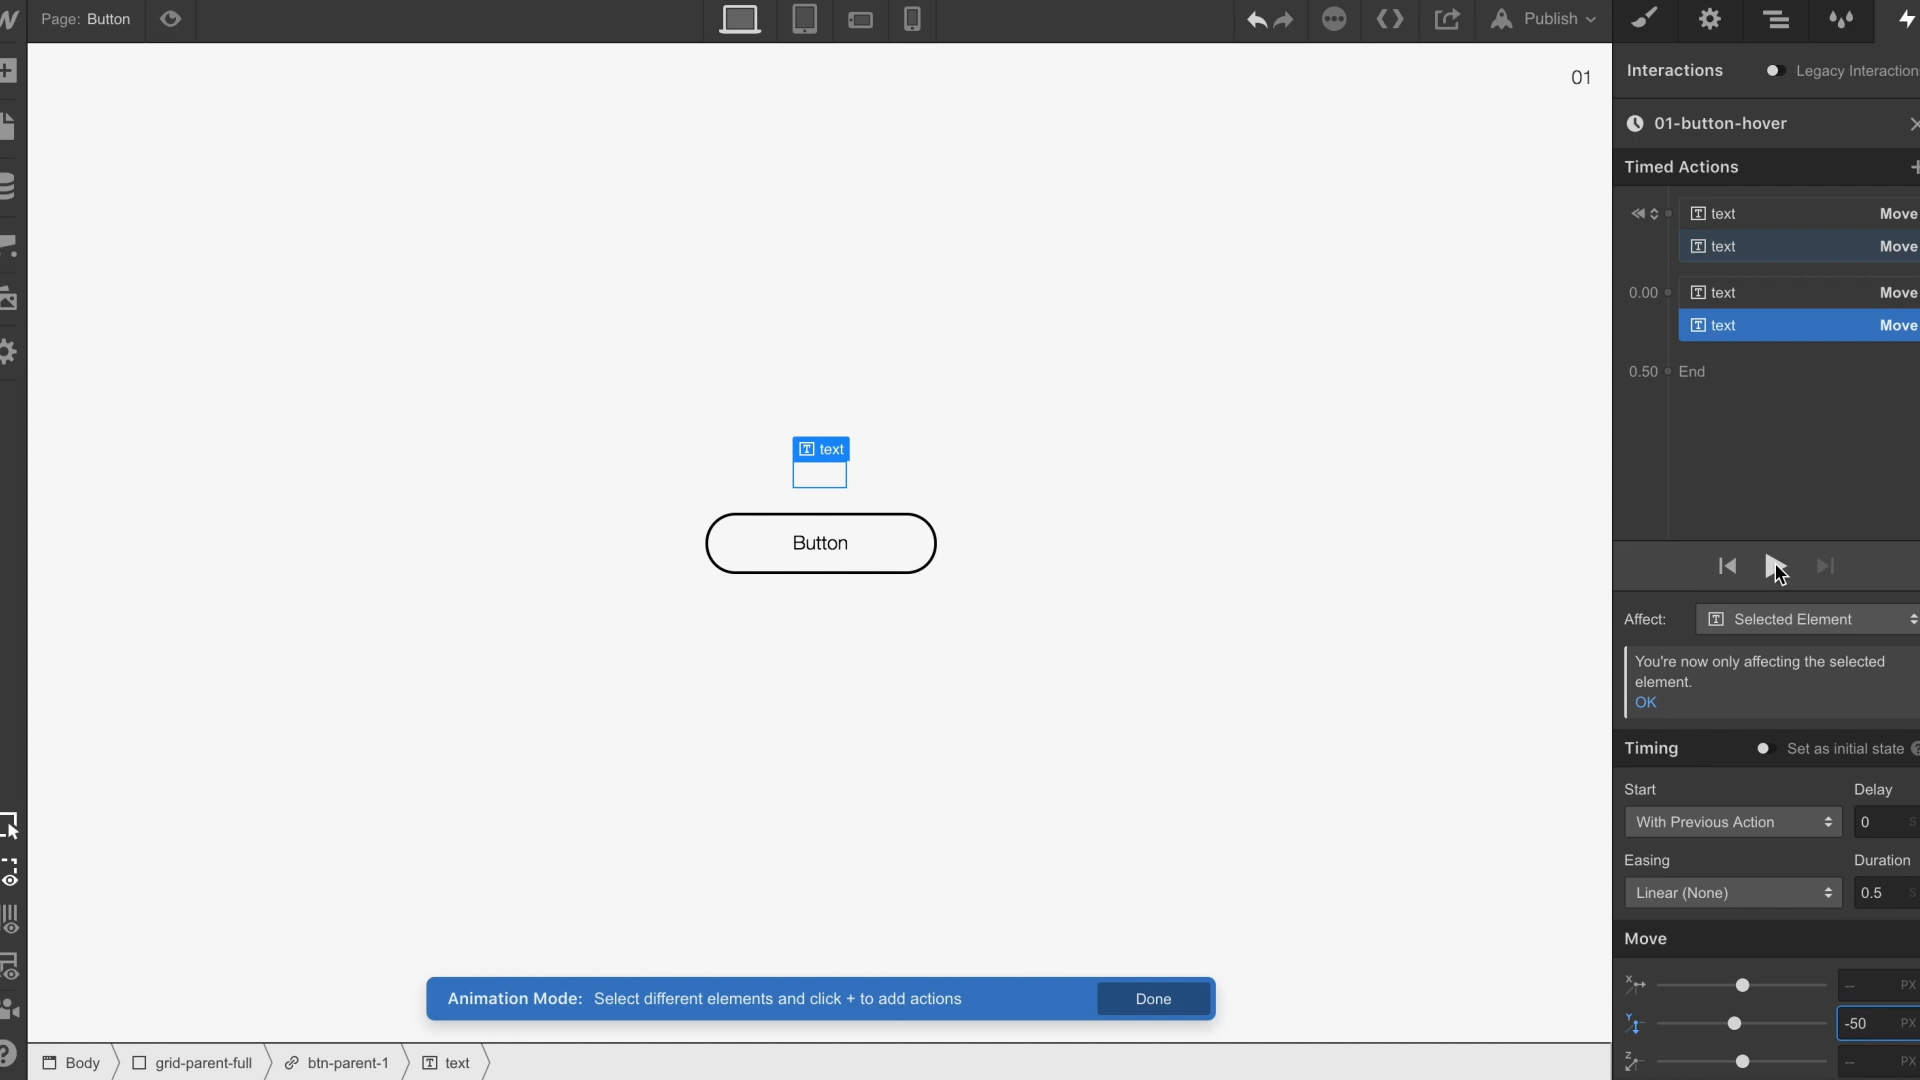 Page: Button
Publish
Interactions
Legacy Interactions
01
01-button-hover
Timed Actions
text Move
text Move
0.00 text Move
text Move
0.50 End
text
Button
Affect: Selected Element
You're now only affecting the selected
element.
OK
Timing Set as initial state
Start Delay
With Previous Action 0 S
Easing Duration
Linear (None) 0.5 S
Move
X -- PX
Y -50 PX
Z -- PX
Animation Mode: Select different elements and click + to add actions Done
Body grid-parent-full btn-parent-1 text